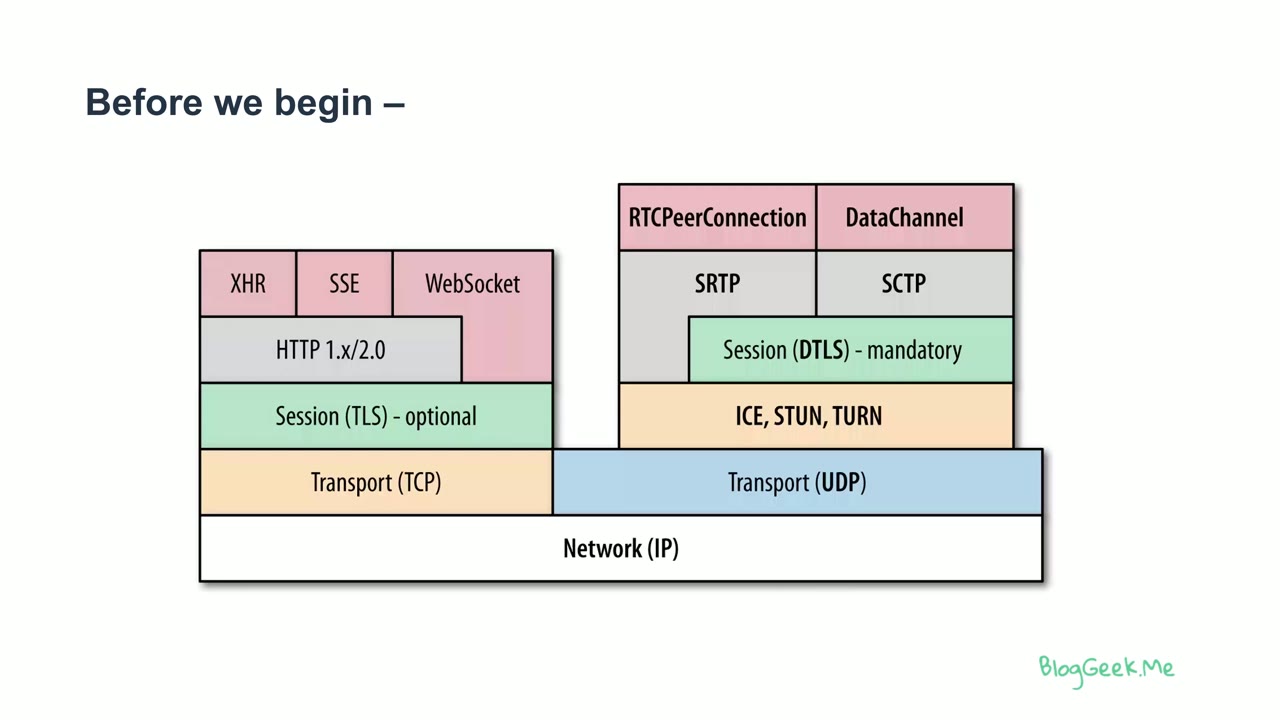 Before we begin –
RTCPeerConnection
DataChannel
XHR
SSE
WebSocket
SRTP
SCTP
HTTP 1.x/2.0
Session (DTLS) - mandatory
Session (TLS) - optional
ICE, STUN, TURN
Transport (TCP)
Transport (UDP)
Network (IP)
BlogGeek.Me